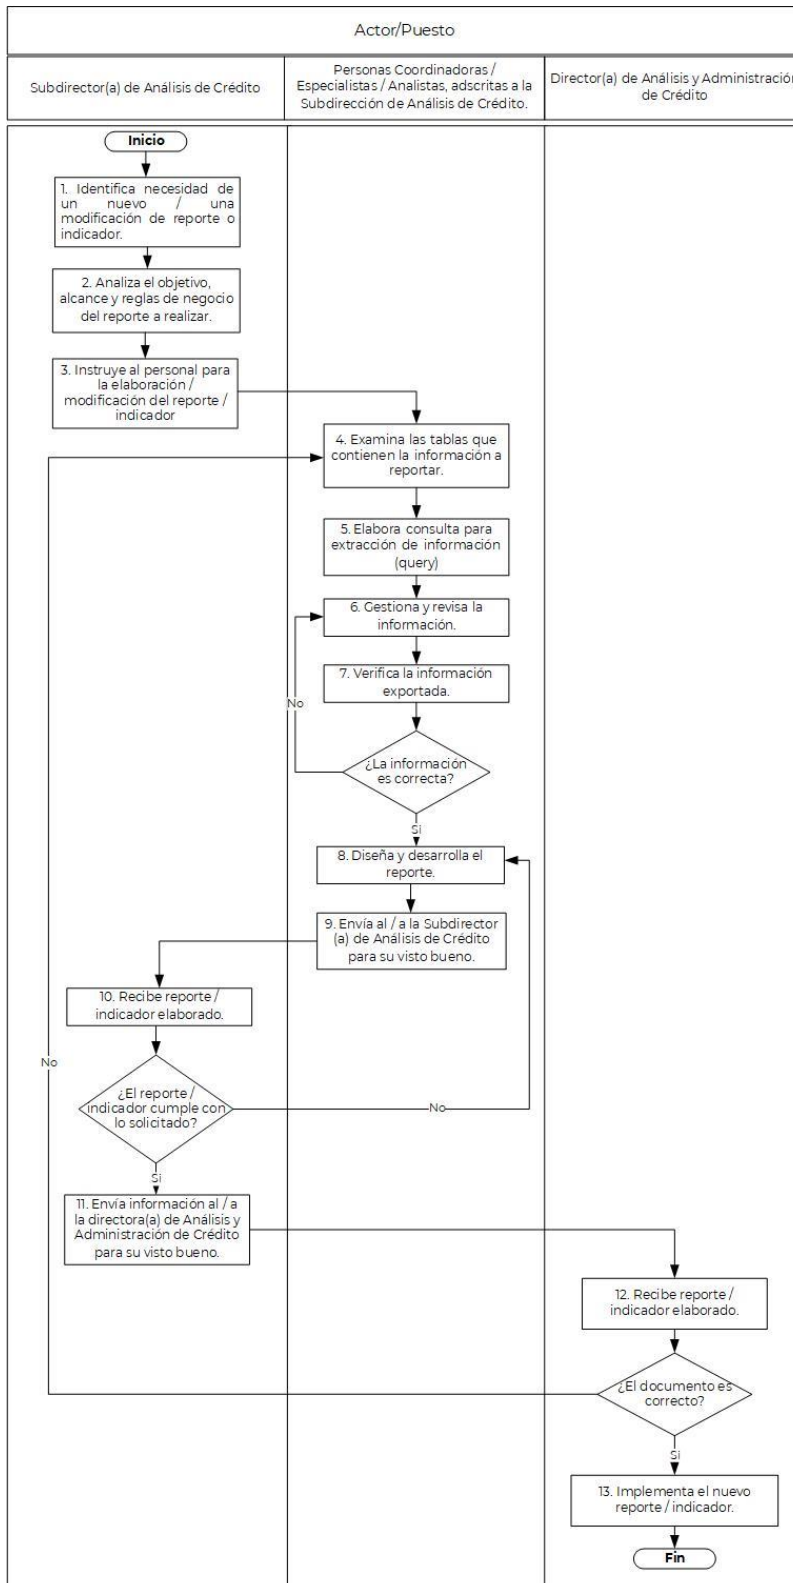 Actor/Puesto
Subdirector(a) de Análisis de Crédito
Personas Coordinadoras /
Especialistas / Analistas, adscritas a la
Subdirección de Análisis de Crédito.
Director(a) de Análisis y Administración
de Crédito
Inicio
1. Identifica necesidad de
un nuevo / una
modificación de reporte o
indicador.
2. Analiza el objetivo,
alcance y reglas de negocio
del reporte a realizar.
3. Instruye al personal para
la elaboración /
modificación del reporte /
indicador
4. Examina las tablas que
contienen la información a
reportar.
5. Elabora consulta para
extracción de información
(query)
6. Gestiona y revisa la
información.
7. Verifica la información
exportada.
No
¿La información
es correcta?
Si
8. Diseña y desarrolla el
reporte.
9. Envía al / a la Subdirector
(a) de Análisis de Crédito
para su visto bueno.
10. Recibe reporte /
indicador elaborado.
No
¿El reporte /
indicador cumple con
lo solicitado?
No
Si
11. Envía información al / a
la directora(a) de Análisis y
Administración de Crédito
para su visto bueno.
12. Recibe reporte /
indicador elaborado.
¿El documento es
correcto?
Si
13. Implementa el nuevo
reporte / indicador.
Fin